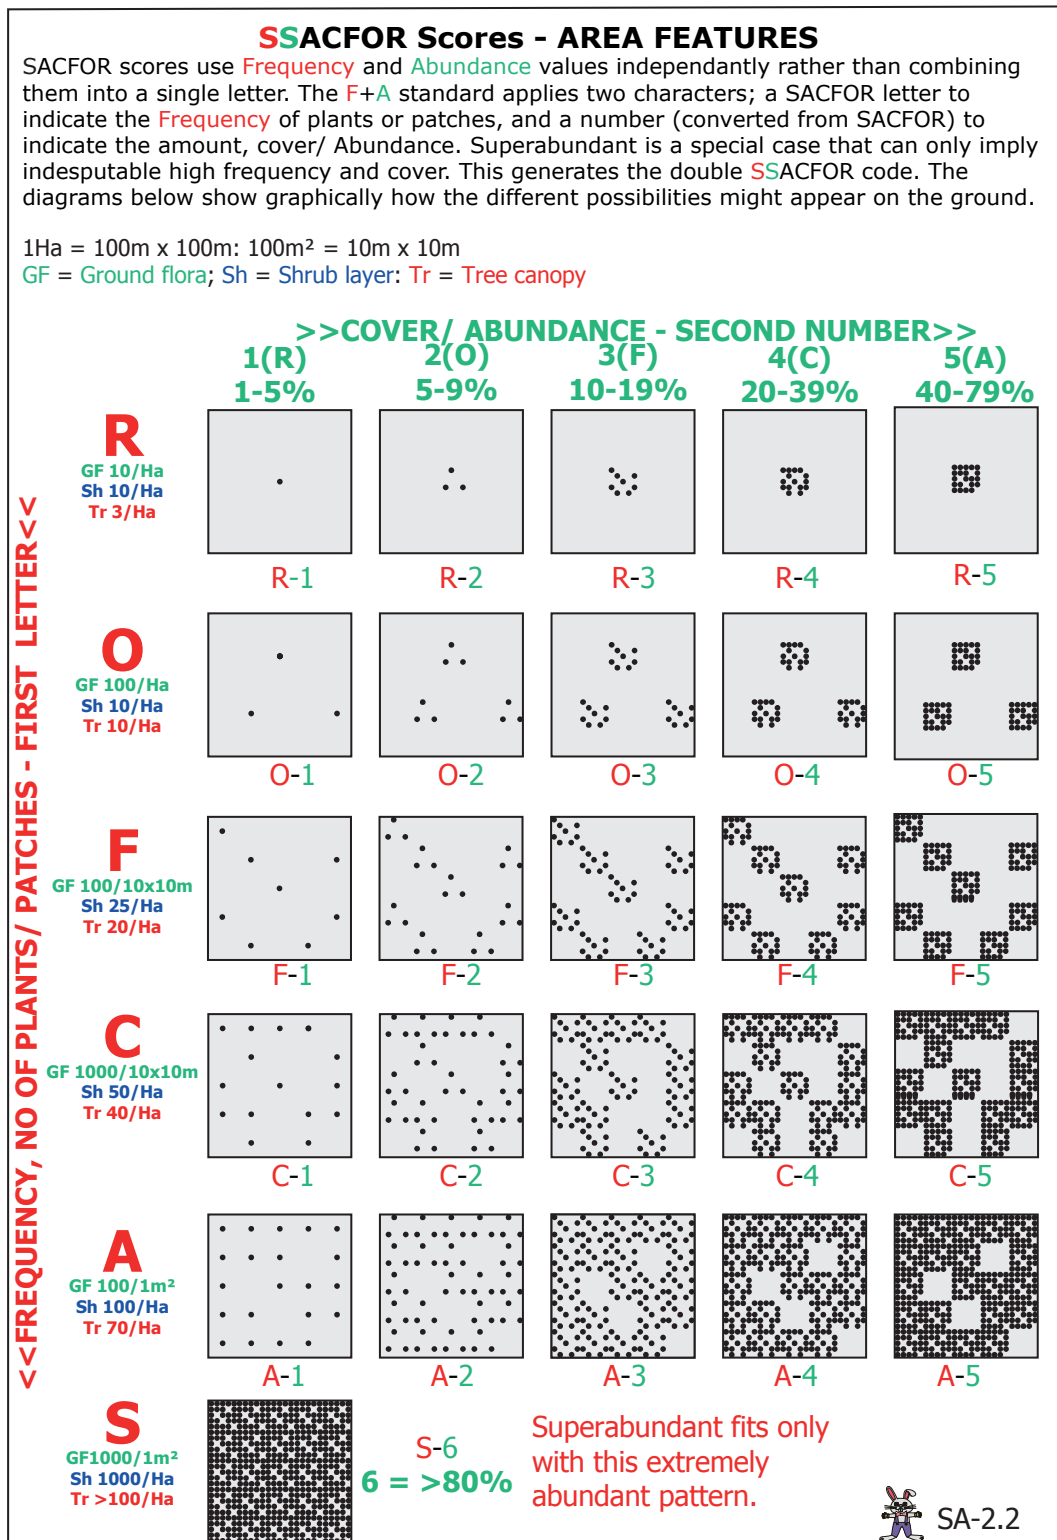 SSACFOR Scores - AREA FEATURES
SACFOR scores use Frequency and Abundance values independantly rather than combining
them into a single letter. The F+A standard applies two characters; a SACFOR letter to
indicate the Frequency of plants or patches, and a number (converted from SACFOR) to
indicate the amount, cover/ Abundance. Superabundant is a special case that can only imply
indesputable high frequency and cover. This generates the double SSACFOR code. The
diagrams below show graphically how the different possibilities might appear on the ground.
1Ha = 100m x 100m: 100m² = 10m x 10m
GF = Ground flora; Sh = Shrub layer: Tr = Tree canopy
>>COVER/ ABUNDANCE - SECOND NUMBER>>
1(R) 2(O) 3(F) 4(C) 5(A)
1-5% 5-9% 10-19% 20-39% 40-79%
<<FREQUENCY, NO OF PLANTS/ PATCHES - FIRST LETTER<<
R
GF 10/Ha
Sh 10/Ha
Tr 3/Ha
R-1 R-2 R-3 R-4 R-5
O
GF 100/Ha
Sh 10/Ha
Tr 10/Ha
O-1 O-2 O-3 O-4 O-5
F
GF 100/10x10m
Sh 25/Ha
Tr 20/Ha
F-1 F-2 F-3 F-4 F-5
C
GF 1000/10x10m
Sh 50/Ha
Tr 40/Ha
C-1 C-2 C-3 C-4 C-5
A
GF 100/1m²
Sh 100/Ha
Tr 70/Ha
A-1 A-2 A-3 A-4 A-5
S
GF1000/1m²
Sh 1000/Ha
Tr >100/Ha
S-6
6 = >80%
Superabundant fits only
with this extremely
abundant pattern.
SA-2.2